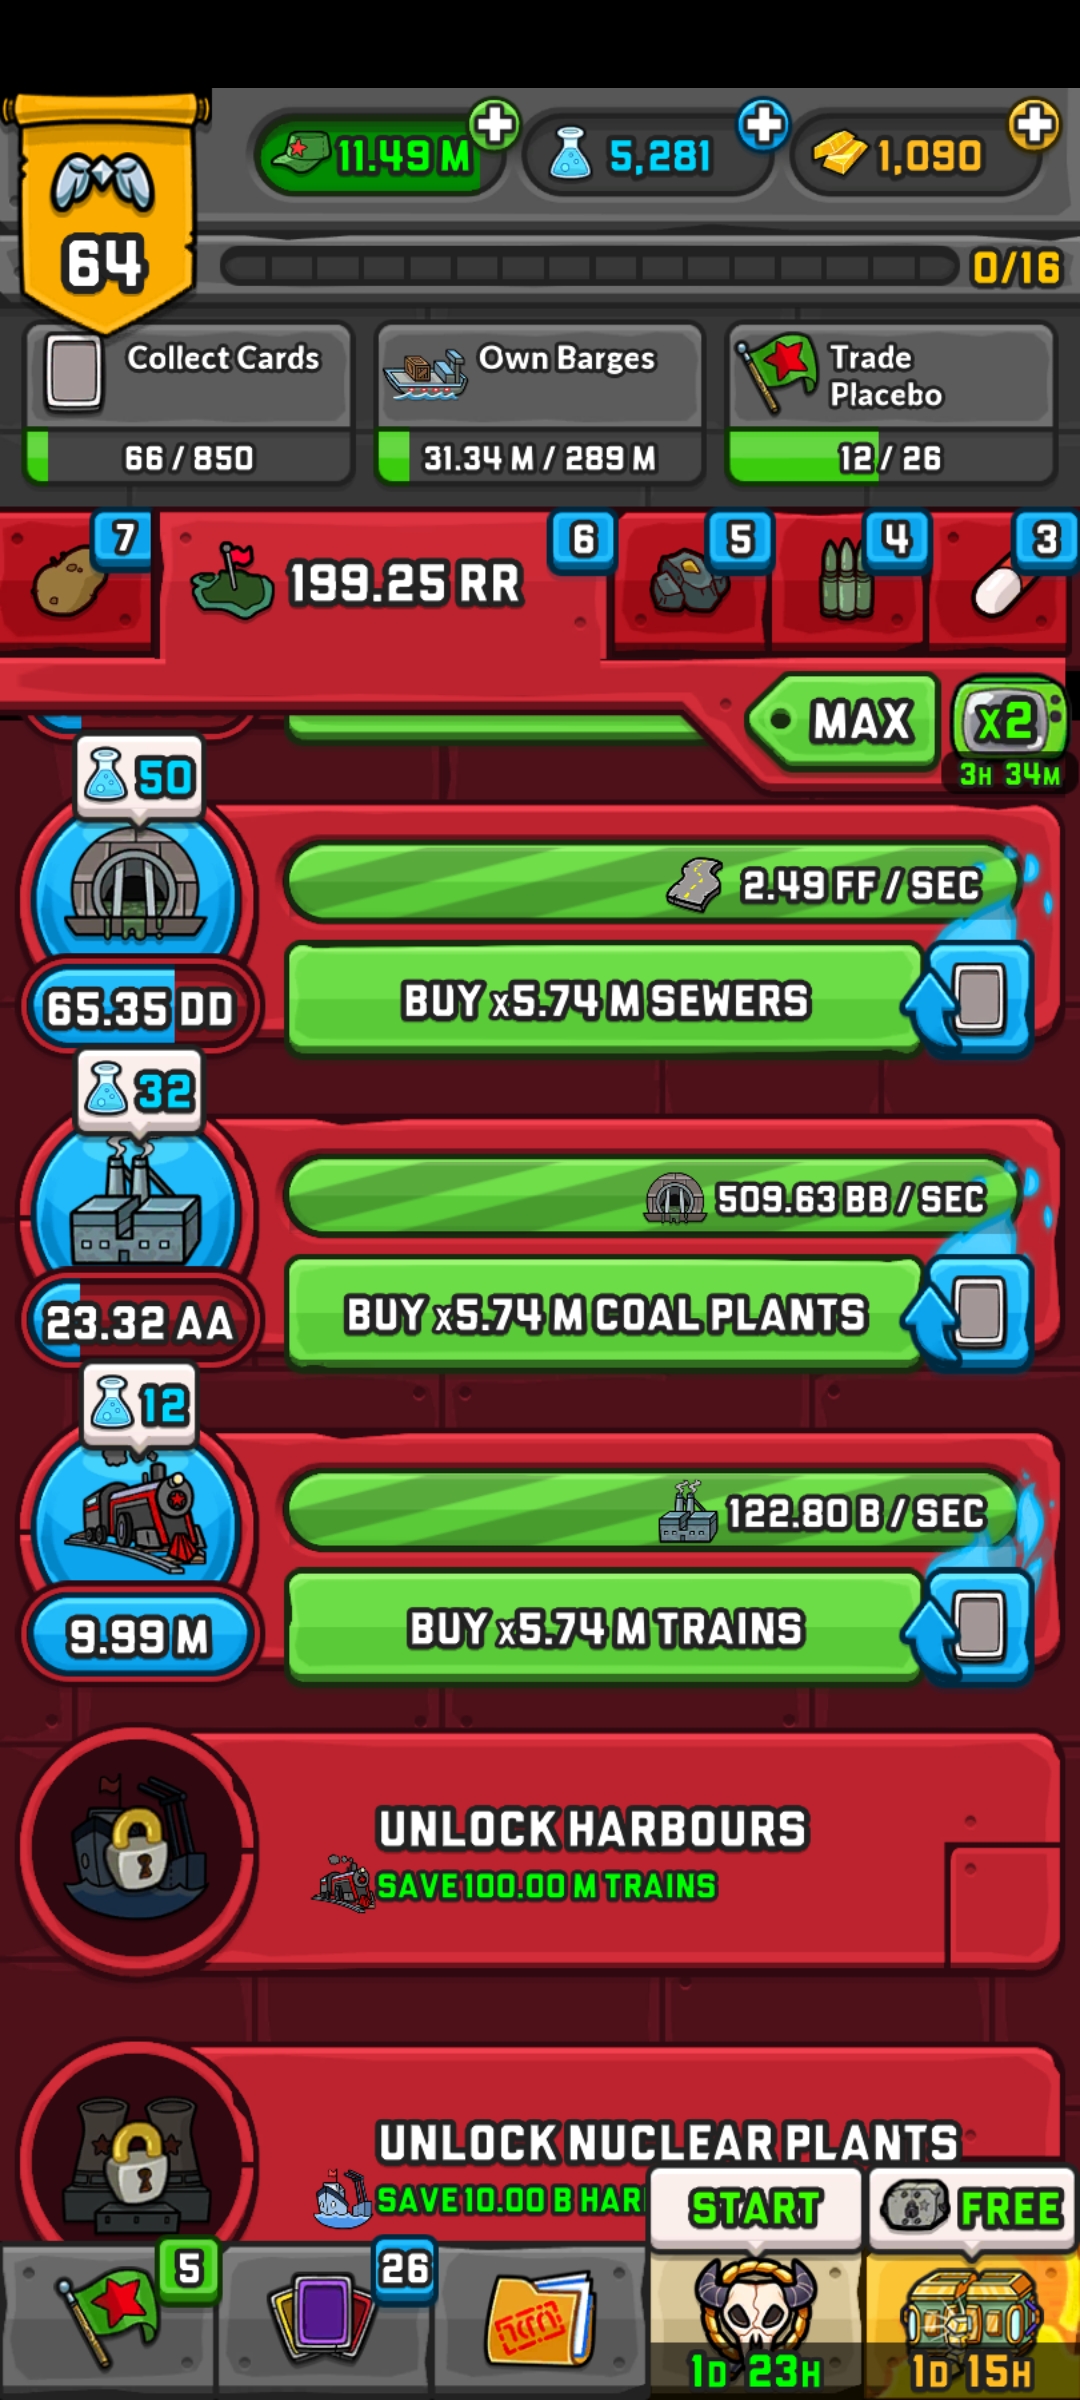 11.49 M
5,281
1,090
64
0/16
Collect Cards
66 / 850
Own Barges
31.34 M / 289 M
Trade Placebo
12 / 26
7
199.25 RR
6
5
4
3
MAX
x2
3H 34M
50
2.49 FF / SEC
65.35 DD
BUY x5.74 M SEWERS
32
509.63 BB / SEC
23.32 AA
BUY x5.74 M COAL PLANTS
12
122.80 B / SEC
9.99 M
BUY x5.74 M TRAINS
UNLOCK HARBOURS
SAVE 100.00 M TRAINS
UNLOCK NUCLEAR PLANTS
SAVE 10.00 B HAR
START
FREE
5
26
1D 23H
1D 15H